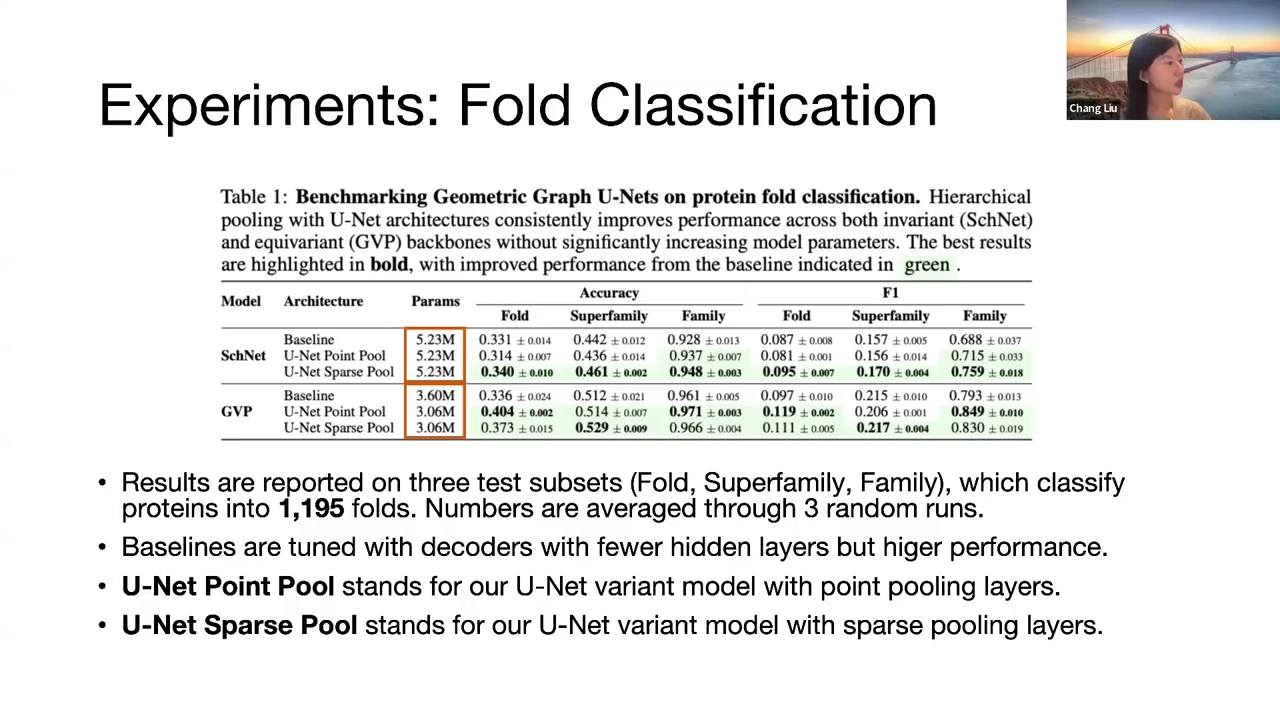 Experiments: Fold Classification
Chang Liu
Table 1: Benchmarking Geometric Graph U-Nets on protein fold classification. Hierarchical
pooling with U-Net architectures consistently improves performance across both invariant (SchNet)
and equivariant (GVP) backbones without significantly increasing model parameters. The best results
are highlighted in bold, with improved performance from the baseline indicated in green .
Model Architecture Params Accuracy F1
Fold Superfamily Family Fold Superfamily Family
SchNet
Baseline 5.23M 0.331 ± 0.014 0.442 ± 0.012 0.928 ± 0.013 0.087 ± 0.008 0.157 ± 0.005 0.688 ± 0.037
U-Net Point Pool 5.23M 0.314 ± 0.007 0.436 ± 0.014 0.937 ± 0.007 0.081 ± 0.001 0.156 ± 0.014 0.715 ± 0.033
U-Net Sparse Pool 5.23M 0.340 ± 0.010 0.461 ± 0.002 0.948 ± 0.003 0.095 ± 0.007 0.170 ± 0.004 0.759 ± 0.018
GVP
Baseline 3.60M 0.336 ± 0.024 0.512 ± 0.021 0.961 ± 0.005 0.097 ± 0.010 0.215 ± 0.010 0.793 ± 0.013
U-Net Point Pool 3.06M 0.404 ± 0.002 0.514 ± 0.007 0.971 ± 0.003 0.119 ± 0.002 0.206 ± 0.001 0.849 ± 0.010
U-Net Sparse Pool 3.06M 0.373 ± 0.015 0.529 ± 0.009 0.966 ± 0.004 0.111 ± 0.005 0.217 ± 0.004 0.830 ± 0.019
• Results are reported on three test subsets (Fold, Superfamily, Family), which classify
proteins into 1,195 folds. Numbers are averaged through 3 random runs.
• Baselines are tuned with decoders with fewer hidden layers but higer performance.
• U-Net Point Pool stands for our U-Net variant model with point pooling layers.
• U-Net Sparse Pool stands for our U-Net variant model with sparse pooling layers.